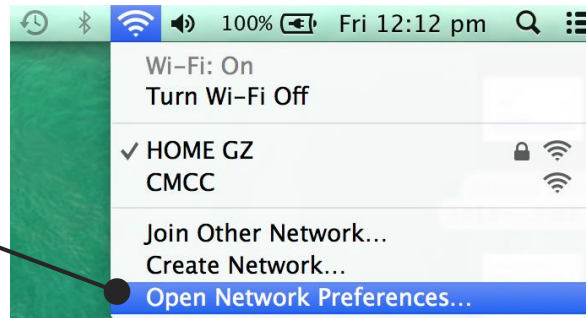 100% Fri 12:12 pm
Wi-Fi: On
Turn Wi-Fi Off
HOME GZ
CMCC
Join Other Network...
Create Network...
Open Network Preferences...